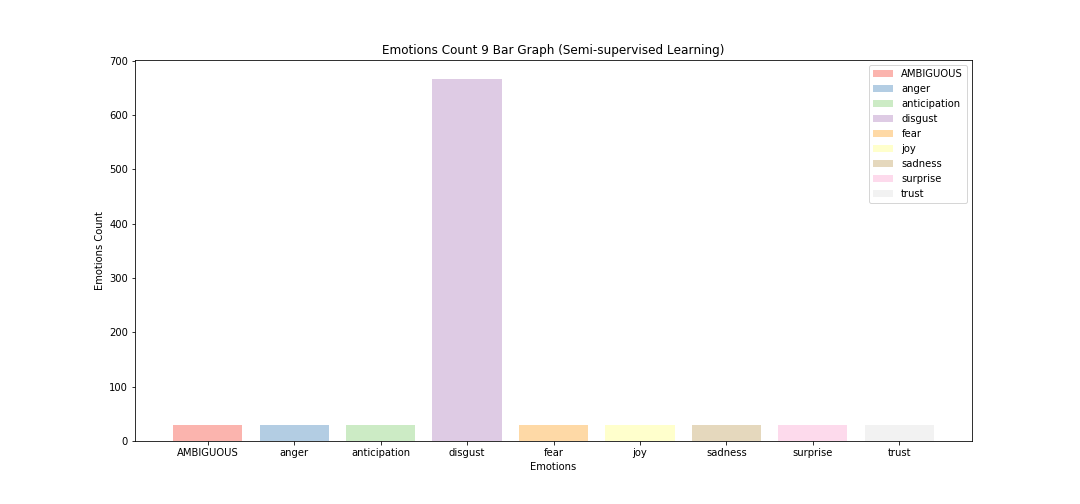 Emotions Count 9 Bar Graph (Semi-supervised Learning)
700
600
500
400
300
200
100
0
Emotions Count
AMBIGUOUS
anger
anticipation
disgust
fear
joy
sadness
surprise
trust
AMBIGUOUS anger anticipation disgust fear joy sadness surprise trust
Emotions